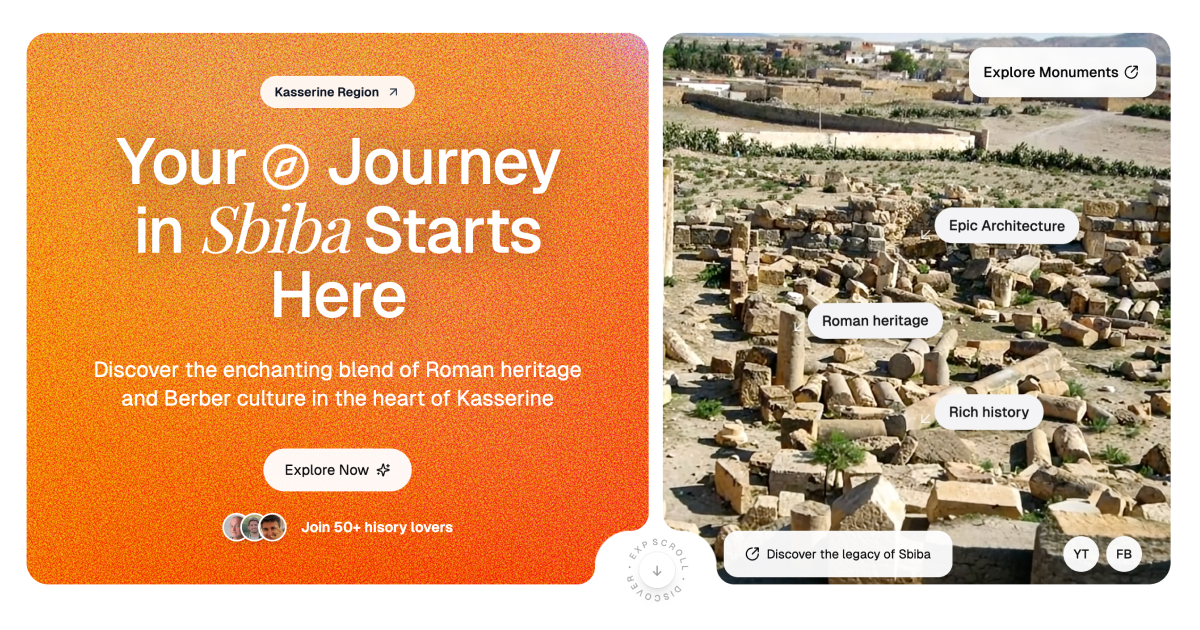 Kasserine Region
Your Journey
in Sbiba Starts
Here
Discover the enchanting blend of Roman heritage
and Berber culture in the heart of Kasserine
Explore Now
Join 50+ hisory lovers
Explore Monuments
Epic Architecture
Roman heritage
Rich history
EXP SCROLL · DISCOVER ·
Discover the legacy of Sbiba
YT
FB